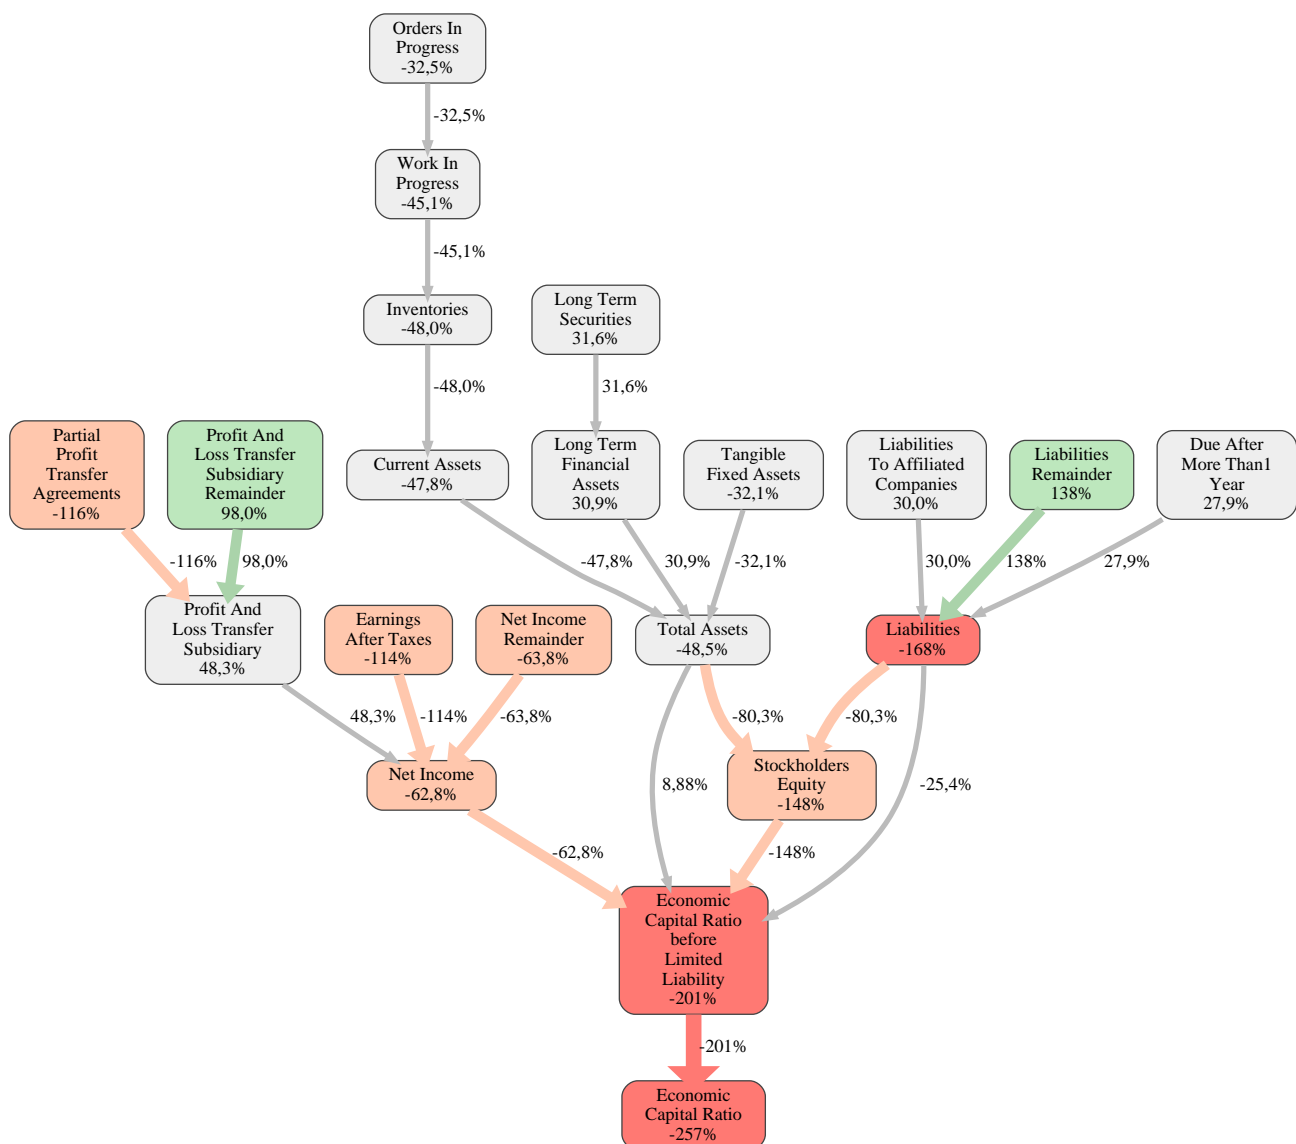 Orders In
Progress
-32,5%
-32,5%
Work In
Progress
-45,1%
-45,1%
Inventories
-48,0%
Long Term
Securities
31,6%
-48,0%
31,6%
Partial
Profit
Transfer
Agreements
-116%
Profit And
Loss Transfer
Subsidiary
Remainder
98,0%
Current Assets
-47,8%
Long Term
Financial
Assets
30,9%
Tangible
Fixed Assets
-32,1%
Liabilities
To Affiliated
Companies
30,0%
Liabilities
Remainder
138%
Due After
More Than1
Year
27,9%
-116%
98,0%
-47,8%
30,9%
-32,1%
30,0%
138%
27,9%
Profit And
Loss Transfer
Subsidiary
48,3%
Earnings
After Taxes
-114%
Net Income
Remainder
-63,8%
Total Assets
-48,5%
Liabilities
-168%
48,3%
-114%
-63,8%
-80,3%
-80,3%
Net Income
-62,8%
8,88%
Stockholders
Equity
-148%
-25,4%
-62,8%
-148%
Economic
Capital Ratio
before
Limited
Liability
-201%
-201%
Economic
Capital Ratio
-257%